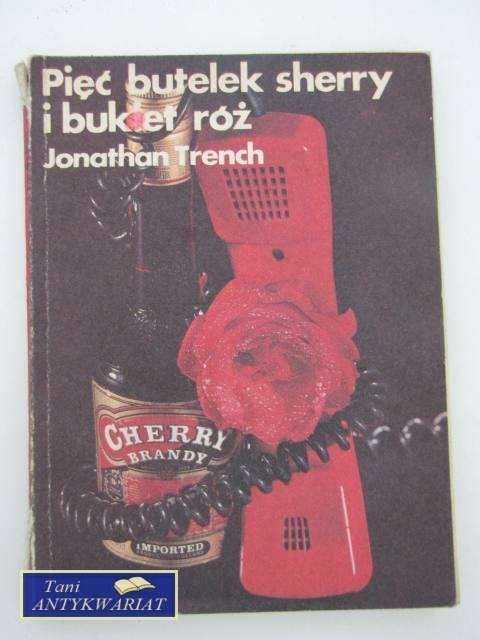 Pięć butelek sherry
i bukiet róż
Jonathan Trench
CHERRY
BRANDY
IMPORTED
Tani
ANTYKWARIAT